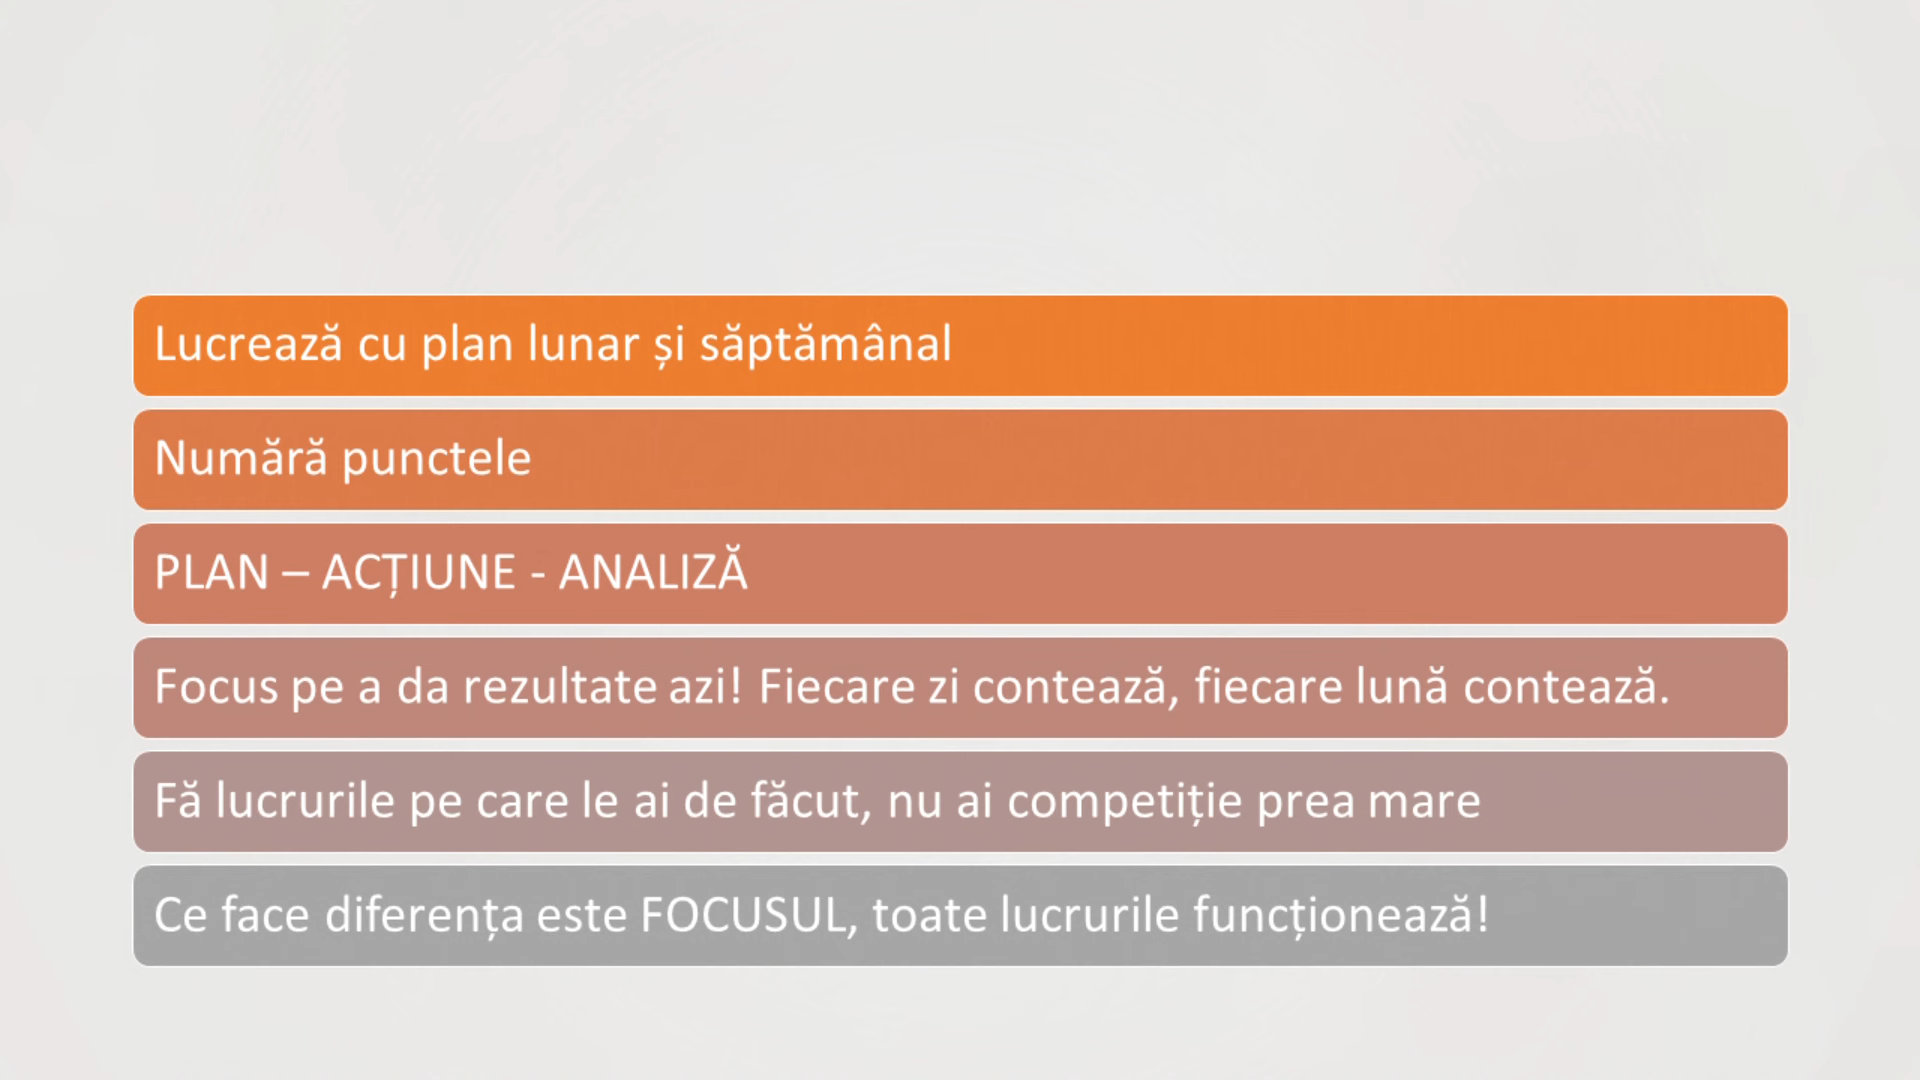 Lucrează cu plan lunar și săptămânal
Numără punctele
PLAN – ACȚIUNE - ANALIZĂ
Focus pe a da rezultate azi! Fiecare zi contează, fiecare lună contează.
Fă lucrurile pe care le ai de făcut, nu ai competiție prea mare
Ce face diferența este FOCUSUL, toate lucrurile funcționează!